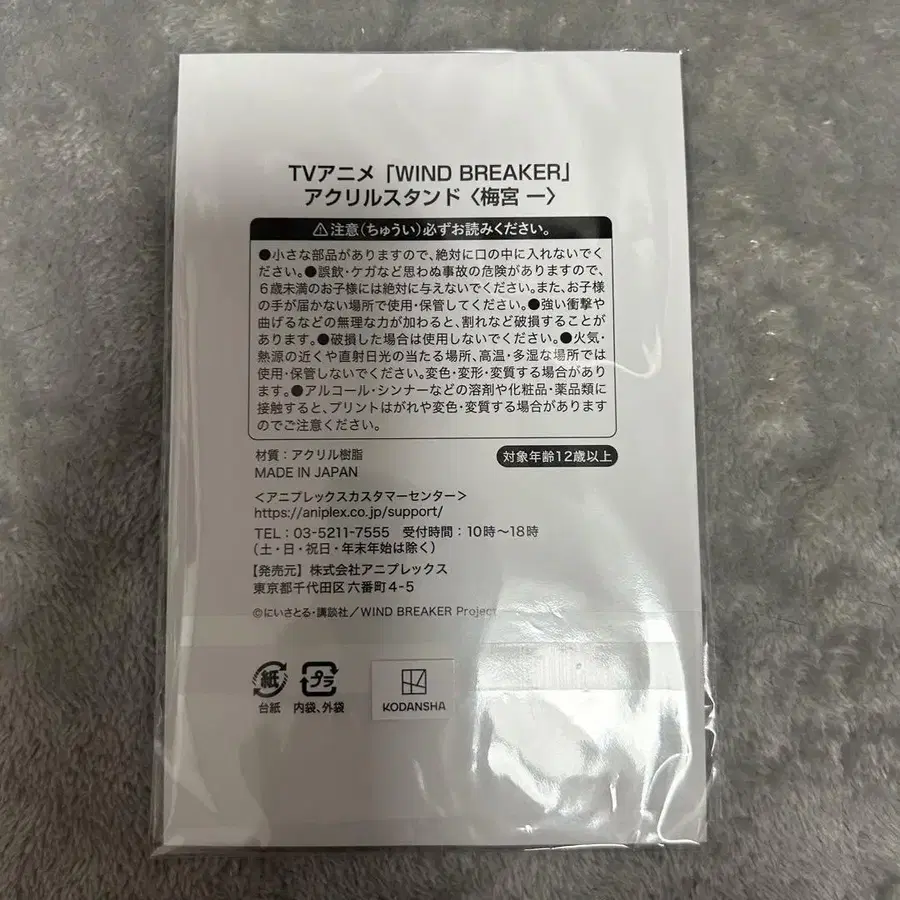 TVアニメ「WIND BREAKER」
アクリルスタンド〈梅宮 一〉
⚠注意(ちゅうい)必ずお読みください。
●小さな部品がありますので、絶対に口の中に入れないでく
ださい。●誤飲・ケガなど思わぬ事故の危険がありますので、
6歳未満のお子様には絶対に与えないでください。また、お子様
の手が届かない場所で使用・保管してください。●強い衝撃や
曲げるなどの無理な力が加わると、割れなど破損することが
あります。●破損した場合は使用しないでください。●火気・
熱源の近くや直射日光の当たる場所、高温・多湿な場所では
使用・保管しないでください。変色・変形・変質する場合があり
ます。●アルコール・シンナーなどの溶剤や化粧品・薬品類に
接触すると、プリントはがれや変色・変質する場合があります
のでご注意ください。
材質：アクリル樹脂
対象年齢12歳以上
MADE IN JAPAN
＜アニプレックスカスタマーセンター＞
https://aniplex.co.jp/support/
TEL：03-5211-7555 受付時間：10時〜18時
(土・日・祝日・年末年始は除く)
【発売元】株式会社アニプレックス
東京都千代田区六番町4-5
©にいさとる・講談社／WIND BREAKER Project
紙 プラ
台紙 内袋、外袋
KODANSHA